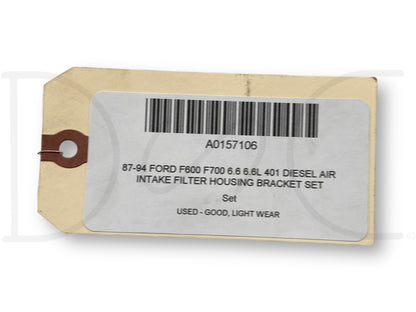 A0157106
87-94 FORD F600 F700 6.6 6.6L 401 DIESEL AIR
INTAKE FILTER HOUSING BRACKET SET
Set
USED - GOOD, LIGHT WEAR